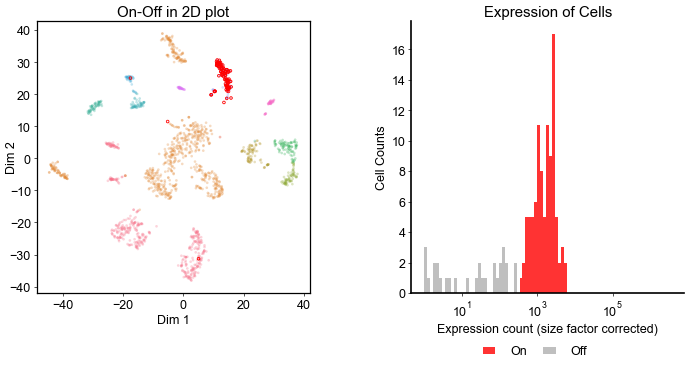 On-Off in 2D plot
40
30
20
10
0
−10
−20
−30
−40
Dim 2
−40 −20 0 20 40
Dim 1
Expression of Cells
16
14
12
10
8
6
4
2
0
Cell Counts
10¹ 10³ 10⁵
Expression count (size factor corrected)
On Off